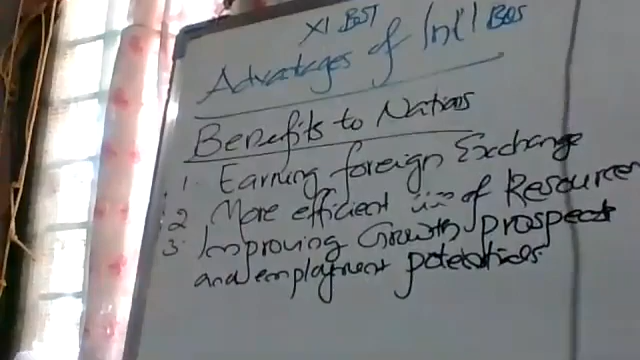 XI BST
Advantages of Int'l Bus
Benefits to Nations
1. Earning foreign Exchange
2 More efficient use of Resources
3. Improving Growth prospects
and employment potentials.